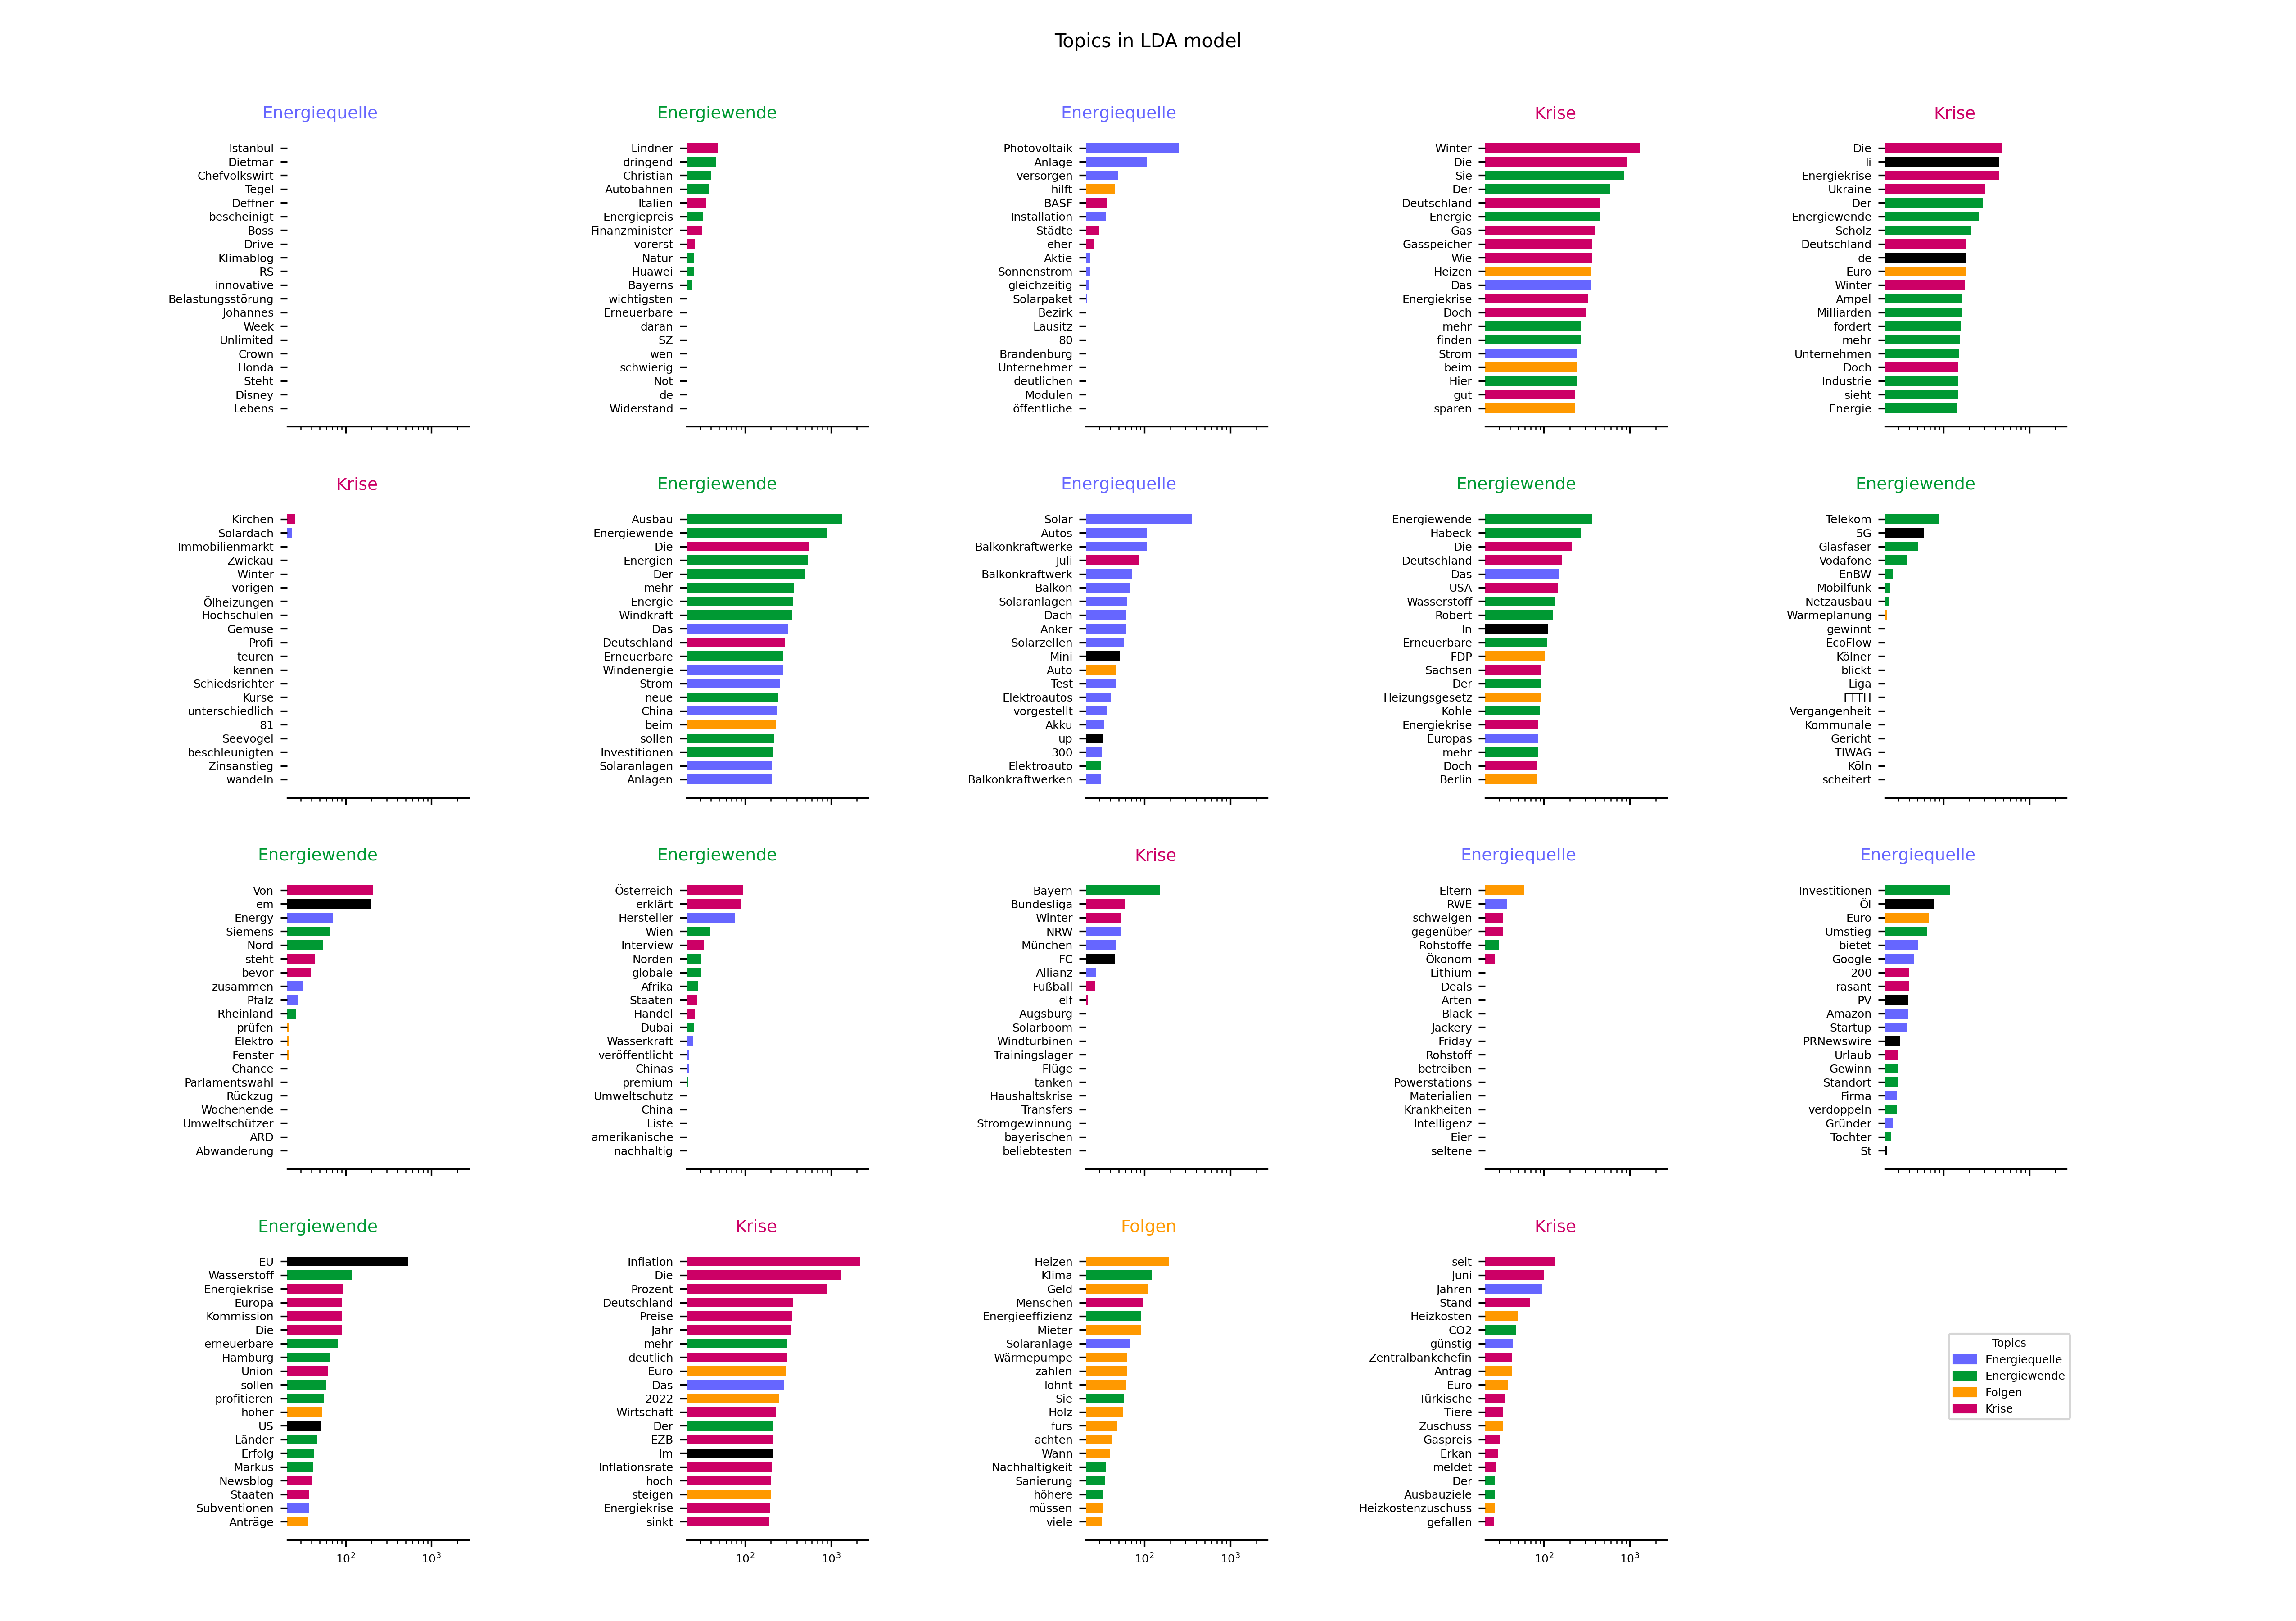 Topics in LDA model
Energiequelle
Istanbul
Dietmar
Chefvolkswirt
Tegel
Deffner
bescheinigt
Boss
Drive
Klimablog
RS
innovative
Belastungsstörung
Johannes
Week
Unlimited
Crown
Honda
Steht
Disney
Lebens
Energiewende
Lindner
dringend
Christian
Autobahnen
Italien
Energiepreis
Finanzminister
vorerst
Natur
Huawei
Bayerns
wichtigsten
Erneuerbare
daran
SZ
wen
schwierig
Not
de
Widerstand
Energiequelle
Photovoltaik
Anlage
versorgen
hilft
BASF
Installation
Städte
eher
Aktie
Sonnenstrom
gleichzeitig
Solarpaket
Bezirk
Lausitz
80
Brandenburg
Unternehmer
deutlichen
Modulen
öffentliche
Krise
Winter
Die
Sie
Der
Deutschland
Energie
Gas
Gasspeicher
Wie
Heizen
Das
Energiekrise
Doch
mehr
finden
Strom
beim
Hier
gut
sparen
Krise
Die
li
Energiekrise
Ukraine
Der
Energiewende
Scholz
Deutschland
de
Euro
Winter
Ampel
Milliarden
fordert
mehr
Unternehmen
Doch
Industrie
sieht
Energie
Krise
Kirchen
Solardach
Immobilienmarkt
Zwickau
Winter
vorigen
Ölheizungen
Hochschulen
Gemüse
Profi
teuren
kennen
Schiedsrichter
Kurse
unterschiedlich
81
Seevogel
beschleunigten
Zinsanstieg
wandeln
Energiewende
Ausbau
Energiewende
Die
Energien
Der
mehr
Energie
Windkraft
Das
Deutschland
Erneuerbare
Windenergie
Strom
neue
China
beim
sollen
Investitionen
Solaranlagen
Anlagen
Energiequelle
Solar
Autos
Balkonkraftwerke
Juli
Balkonkraftwerk
Balkon
Solaranlagen
Dach
Anker
Solarzellen
Mini
Auto
Test
Elektroautos
vorgestellt
Akku
up
300
Elektroauto
Balkonkraftwerken
Energiewende
Energiewende
Habeck
Die
Deutschland
Das
USA
Wasserstoff
Robert
In
Erneuerbare
FDP
Sachsen
Der
Heizungsgesetz
Kohle
Energiekrise
Europas
mehr
Doch
Berlin
Energiewende
Telekom
5G
Glasfaser
Vodafone
EnBW
Mobilfunk
Netzausbau
Wärmeplanung
gewinnt
EcoFlow
Kölner
blickt
Liga
FTTH
Vergangenheit
Kommunale
Gericht
TIWAG
Köln
scheitert
Energiewende
Von
em
Energy
Siemens
Nord
steht
bevor
zusammen
Pfalz
Rheinland
prüfen
Elektro
Fenster
Chance
Parlamentswahl
Rückzug
Wochenende
Umweltschützer
ARD
Abwanderung
Energiewende
Österreich
erklärt
Hersteller
Wien
Interview
Norden
globale
Afrika
Staaten
Handel
Dubai
Wasserkraft
veröffentlicht
Chinas
premium
Umweltschutz
China
Liste
amerikanische
nachhaltig
Krise
Bayern
Bundesliga
Winter
NRW
München
FC
Allianz
Fußball
elf
Augsburg
Solarboom
Windturbinen
Trainingslager
Flüge
tanken
Haushaltskrise
Transfers
Stromgewinnung
bayerischen
beliebtesten
Energiequelle
Eltern
RWE
schweigen
gegenüber
Rohstoffe
Ökonom
Lithium
Deals
Arten
Black
Jackery
Friday
Rohstoff
betreiben
Powerstations
Materialien
Krankheiten
Intelligenz
Eier
seltene
Energiequelle
Investitionen
Öl
Euro
Umstieg
bietet
Google
200
rasant
PV
Amazon
Startup
PRNewswire
Urlaub
Gewinn
Standort
Firma
verdoppeln
Gründer
Tochter
St
Energiewende
EU
Wasserstoff
Energiekrise
Europa
Kommission
Die
erneuerbare
Hamburg
Union
sollen
profitieren
höher
US
Länder
Erfolg
Markus
Newsblog
Staaten
Subventionen
Anträge
10² 10³
Krise
Inflation
Die
Prozent
Deutschland
Preise
Jahr
mehr
deutlich
Euro
Das
2022
Wirtschaft
Der
EZB
Im
Inflationsrate
hoch
steigen
Energiekrise
sinkt
10² 10³
Folgen
Heizen
Klima
Geld
Menschen
Energieeffizienz
Mieter
Solaranlage
Wärmepumpe
zahlen
lohnt
Sie
Holz
fürs
achten
Wann
Nachhaltigkeit
Sanierung
höhere
müssen
viele
10² 10³
Krise
seit
Juni
Jahren
Stand
Heizkosten
CO2
günstig
Zentralbankchefin
Antrag
Euro
Türkische
Tiere
Zuschuss
Gaspreis
Erkan
meldet
Der
Ausbauziele
Heizkostenzuschuss
gefallen
10² 10³
Topics
Energiequelle
Energiewende
Folgen
Krise